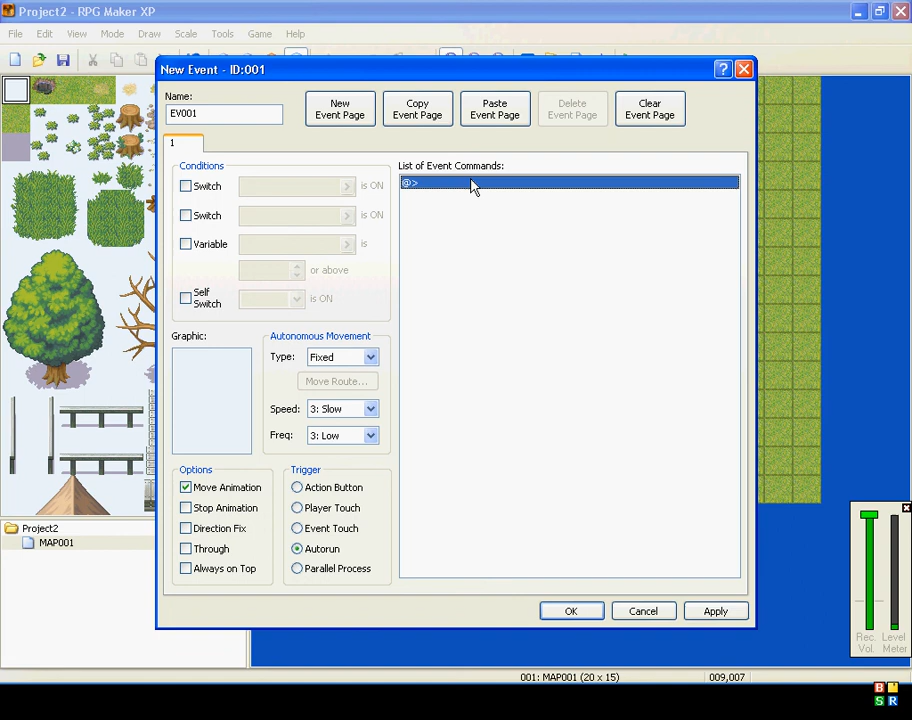 Project2 - RPG Maker XP
File Edit View Mode Draw Scale Tools Game Help
New Event - ID:001
Name:
EV001
New Event Page
Copy Event Page
Paste Event Page
Delete Event Page
Clear Event Page
1
Conditions
Switch is ON
Switch is ON
Variable is
or above
Self Switch is ON
Graphic:
Autonomous Movement
Type: Fixed
Move Route...
Speed: 3: Slow
Freq: 3: Low
Options
Move Animation
Stop Animation
Direction Fix
Through
Always on Top
Trigger
Action Button
Player Touch
Event Touch
Autorun
Parallel Process
List of Event Commands:
@>
OK Cancel Apply
Project2
MAP001
Rec. Vol.
Level Meter
001: MAP001 (20 x 15)
009,007
B
S R